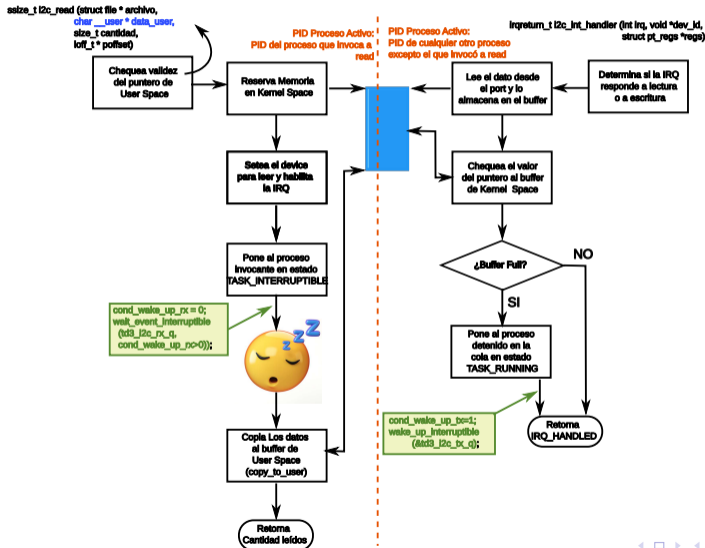 ssize_t i2c_read (struct file * archivo,
char __user * data_user,
size_t cantidad,
loff_t * poffset)
PID Proceso Activo:
PID del proceso que invoca a
read
PID Proceso Activo:
PID de cualquier otro proceso
excepto el que invocó a read
irqreturn_t i2c_int_handler (int irq, void *dev_id,
struct pt_regs *regs)
Chequea validez
del puntero de
User Space
Reserva Memoria
en Kernel Space
Lee el dato desde
el port y lo
almacena en el buffer
Determina si la IRQ
responde a lectura
o a escritura
Setea el device
para leer y habilita
la IRQ
Chequea el valor
del puntero al buffer
de Kernel Space
Pone al proceso
invocante en estado
TASK_INTERRUPTIBLE
¿Buffer Full?
NO
SI
cond_wake_up_rx = 0;
wait_event_interruptible
(td3_i2c_rx_q,
cond_wake_up_rx>0));
z z Z
Pone al proceso
detenido en la
cola en estado
TASK_RUNNING
cond_wake_up_tx=1;
wake_up_interruptible
(&td3_i2c_tx_q);
Retorna
IRQ_HANDLED
Copia Los datos
al buffer de
User Space
(copy_to_user)
Retorna
Cantidad leídos